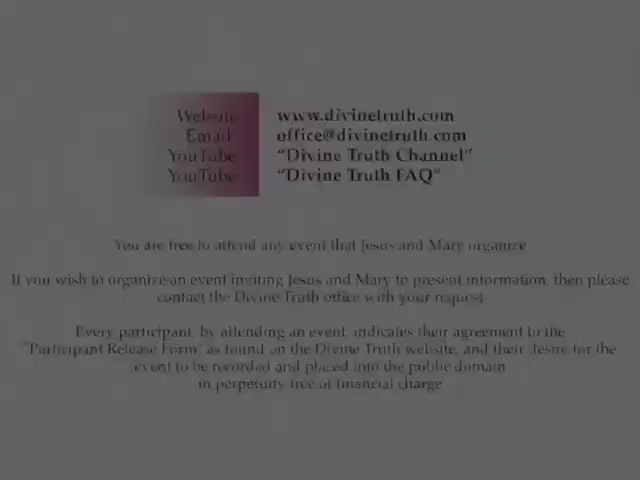 Website www.divinetruth.com
Email office@divinetruth.com
YouTube "Divine Truth Channel"
YouTube "Divine Truth FAQ"
You are free to attend any event that Jesus and Mary organize
If you wish to organize an event inviting Jesus and Mary to present information, then please
contact the Divine Truth office with your request
Every participant, by attending an event, indicates their agreement to the
"Participant Release Form" as found on the Divine Truth website, and their desire for the
event to be recorded and placed into the public domain
in perpetuity free of financial charge